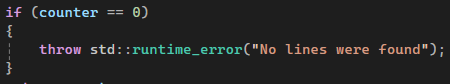 if (counter == 0)
{
    throw std::runtime_error("No lines were found");
}